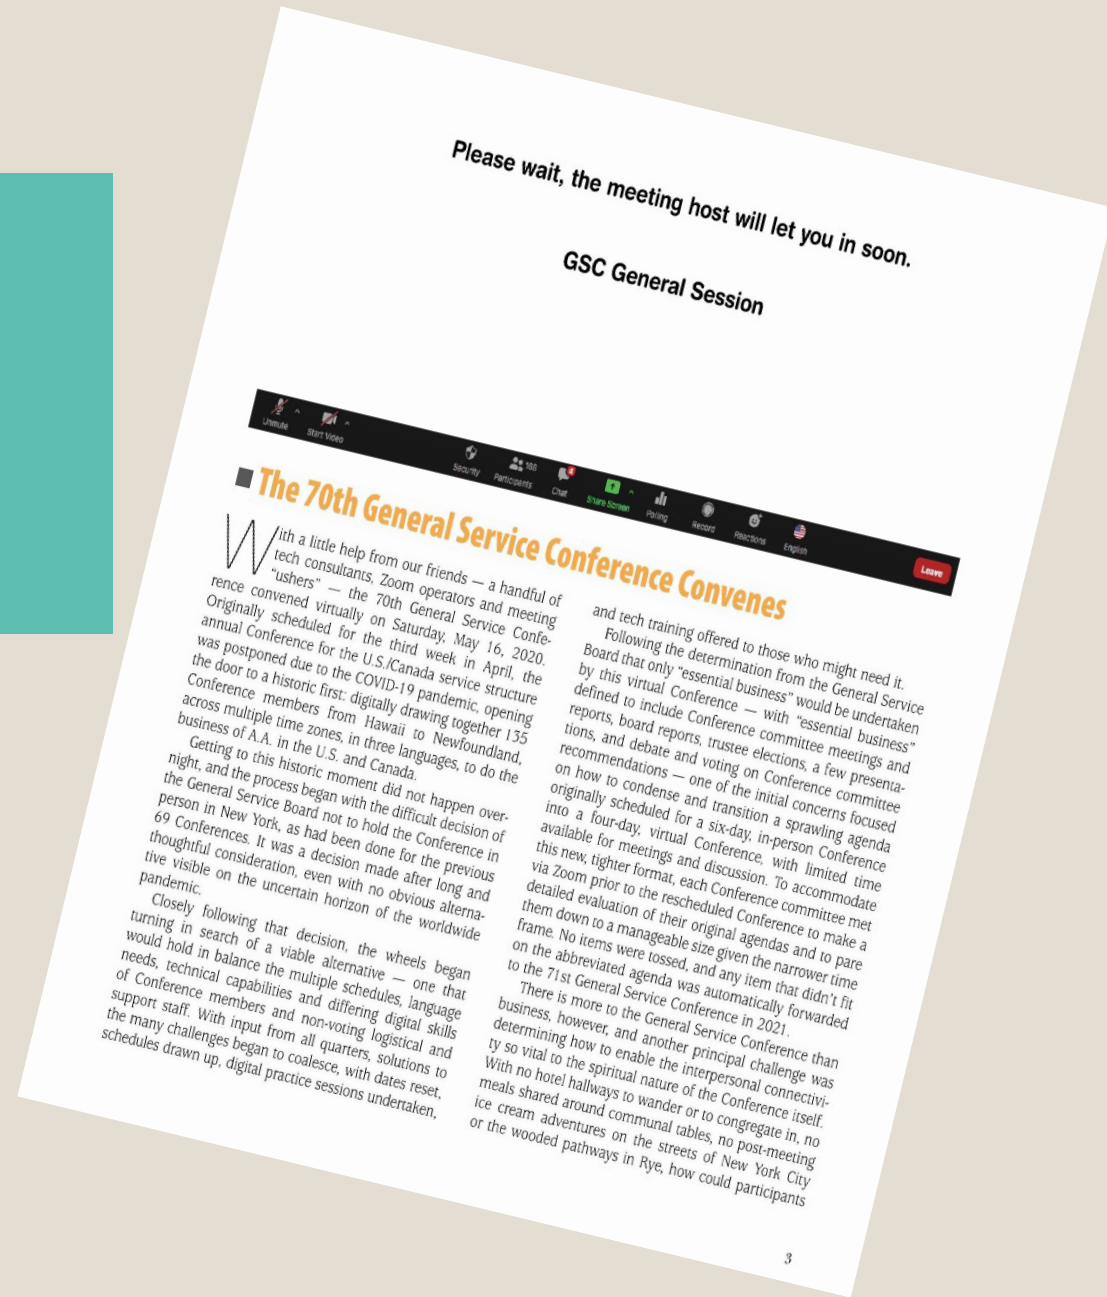 Please wait, the meeting host will let you in soon.
GSC General Session
Unmute
Start Video
Security
Participants
188
Chat
4
Share Screen
Polling
Record
Reactions
English
Leave
The 70th General Service Conference Convenes
With a little help from our friends — a handful of
tech consultants, Zoom operators and meeting
“ushers” — the 70th General Service Confe-
rence convened virtually on Saturday, May 16, 2020.
Originally scheduled for the third week in April, the
annual Conference for the U.S./Canada service structure
was postponed due to the COVID-19 pandemic, opening
the door to a historic first: digitally drawing together 135
Conference members from Hawaii to Newfoundland,
across multiple time zones, in three languages, to do the
business of A.A. in the U.S. and Canada.
Getting to this historic moment did not happen over-
night, and the process began with the difficult decision of
the General Service Board not to hold the Conference in
person in New York, as had been done for the previous
69 Conferences. It was a decision made after long and
thoughtful consideration, even with no obvious alterna-
tive visible on the uncertain horizon of the worldwide
pandemic.
Closely following that decision, the wheels began
turning in search of a viable alternative — one that
would hold in balance the multiple schedules, language
needs, technical capabilities and differing digital skills
of Conference members and non-voting logistical and
support staff. With input from all quarters, solutions to
the many challenges began to coalesce, with dates reset,
schedules drawn up, digital practice sessions undertaken,
and tech training offered to those who might need it.
Following the determination from the General Service
Board that only “essential business” would be undertaken
by this virtual Conference — with “essential business”
defined to include Conference committee meetings and
reports, board reports, trustee elections, a few presenta-
tions, and debate and voting on Conference committee
recommendations — one of the initial concerns focused
on how to condense and transition a sprawling agenda
originally scheduled for a six-day, in-person Conference
into a four-day, virtual Conference, with limited time
available for meetings and discussion. To accommodate
this new, tighter format, each Conference committee met
via Zoom prior to the rescheduled Conference to make a
detailed evaluation of their original agendas and to pare
them down to a manageable size given the narrower time
frame. No items were tossed, and any item that didn’t fit
on the abbreviated agenda was automatically forwarded
to the 71st General Service Conference in 2021.
There is more to the General Service Conference than
business, however, and another principal challenge was
determining how to enable the interpersonal connectivi-
ty so vital to the spiritual nature of the Conference itself.
With no hotel hallways to wander or to congregate in, no
meals shared around communal tables, no post-meeting
ice cream adventures on the streets of New York City
or the wooded pathways in Rye, how could participants
3